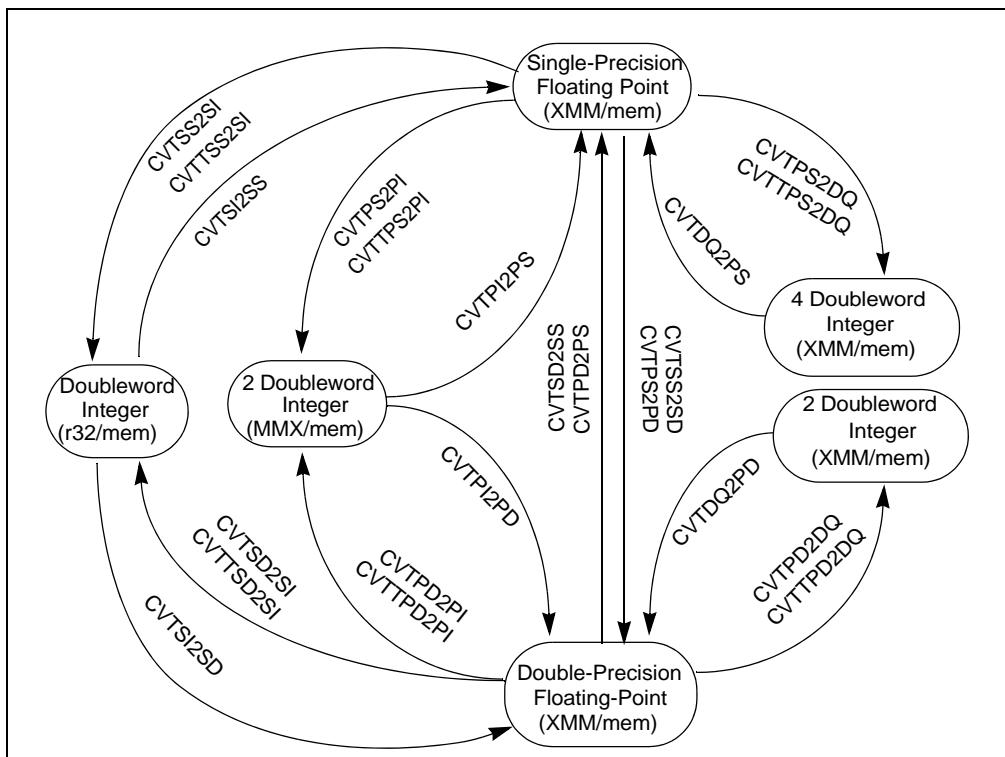 Single-Precision
Floating Point
(XMM/mem)
CVTSS2SI
CVTTSS2SI
CVTSI2SS
CVTPS2PI
CVTTPS2PI
CVTPI2PS
CVTPS2DQ
CVTTPS2DQ
CVTDQ2PS
4 Doubleword
Integer
(XMM/mem)
Doubleword
Integer
(r32/mem)
2 Doubleword
Integer
(MMX/mem)
CVTSD2SS
CVTPD2PS
CVTSS2SD
CVTPS2PD
2 Doubleword
Integer
(XMM/mem)
CVTPI2PD
CVTDQ2PD
CVTSD2SI
CVTTSD2SI
CVTPD2PI
CVTTPD2PI
CVTPD2DQ
CVTTPD2DQ
CVTSI2SD
Double-Precision
Floating-Point
(XMM/mem)